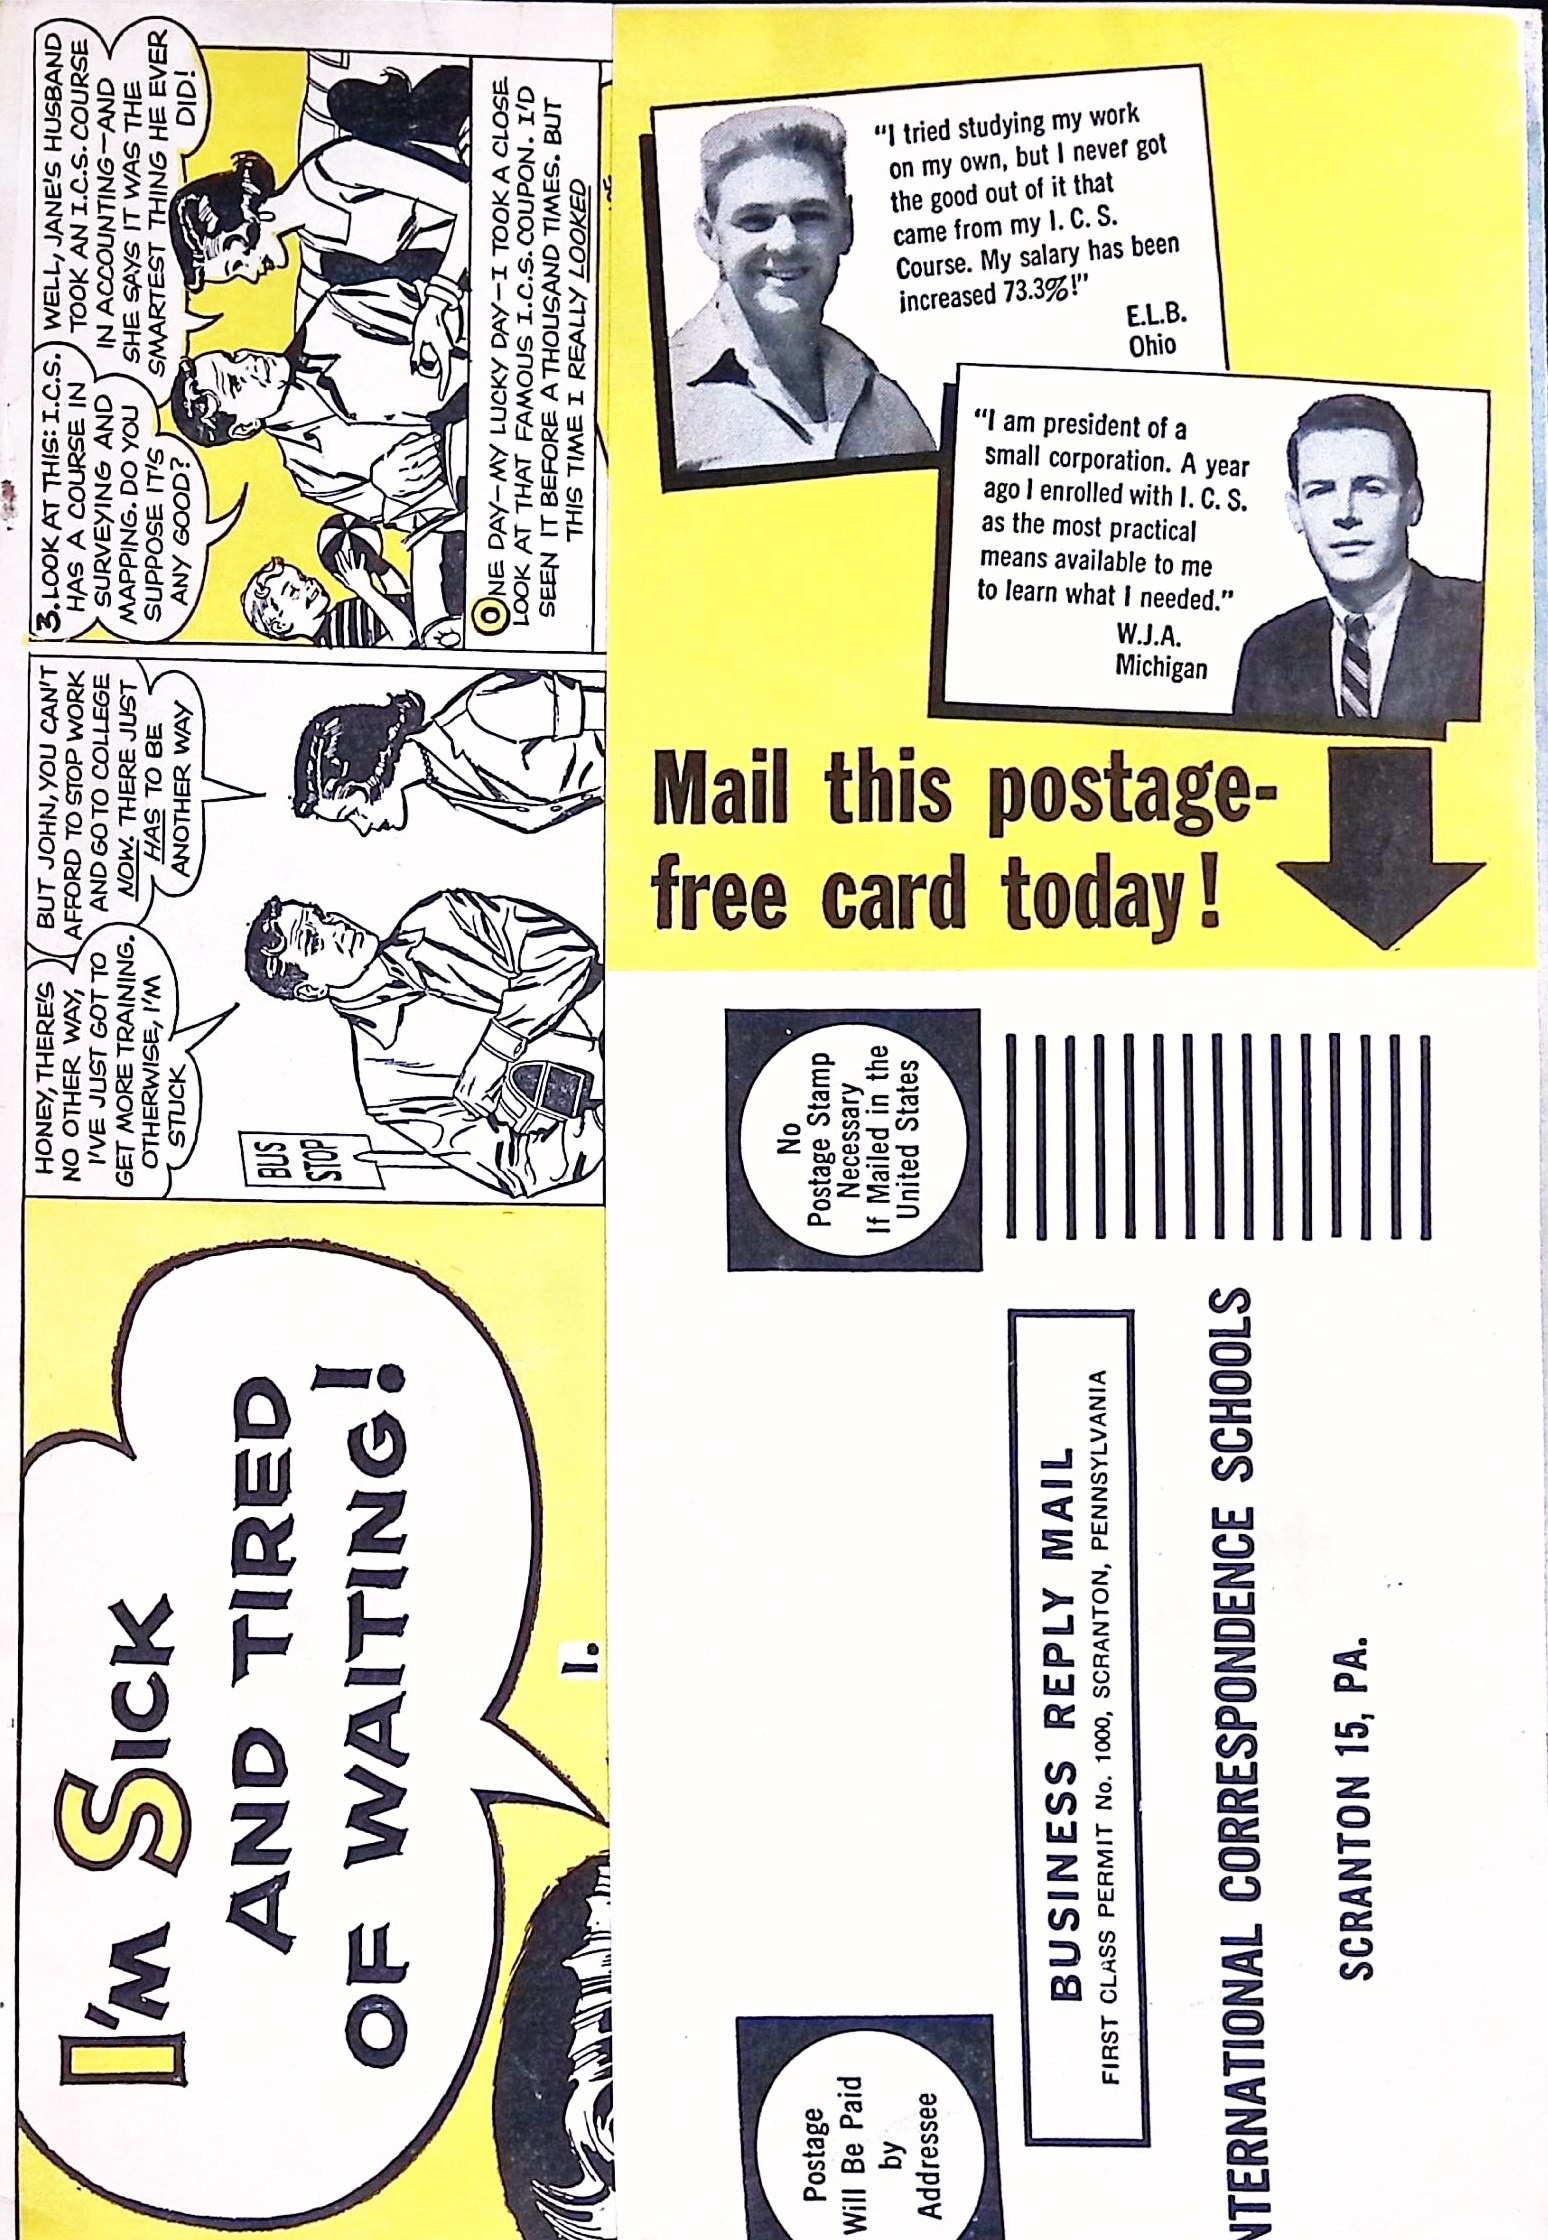 I'M SICK
AND TIRED
OF WAITING!
1.
HONEY, THERE'S
NO OTHER WAY,
I'VE JUST GOT TO
GET MORE TRAINING.
OTHERWISE, I'M
STUCK
BUT JOHN, YOU CAN'T
AFFORD TO STOP WORK
AND GO TO COLLEGE
NOW. THERE JUST
HAS TO BE
ANOTHER WAY
BUS
STOP
3. LOOK AT THIS: I.C.S.
HAS A COURSE IN
SURVEYING AND
MAPPING. DO YOU
SUPPOSE IT'S
ANY GOOD?
WELL, JANE'S HUSBAND
TOOK AN I.C.S. COURSE
IN ACCOUNTING—AND
SHE SAYS IT WAS THE
SMARTEST THING HE EVER
DID!
ONE DAY—MY LUCKY DAY—I TOOK A CLOSE
LOOK AT THAT FAMOUS I.C.S. COUPON. I'D
SEEN IT BEFORE A THOUSAND TIMES. BUT
THIS TIME I REALLY LOOKED
"I tried studying my work
on my own, but I never got
the good out of it that
came from my I. C. S.
Course. My salary has been
increased 73.3%!"
E.L.B.
Ohio
"I am president of a
small corporation. A year
ago I enrolled with I. C. S.
as the most practical
means available to me
to learn what I needed."
W.J.A.
Michigan
Mail this postage-
free card today!
No
Postage Stamp
Necessary
If Mailed in the
United States
Postage
Will Be Paid
by
Addressee
BUSINESS REPLY MAIL
FIRST CLASS PERMIT No. 1000, SCRANTON, PENNSYLVANIA
NTERNATIONAL CORRESPONDENCE SCHOOLS
SCRANTON 15, PA.